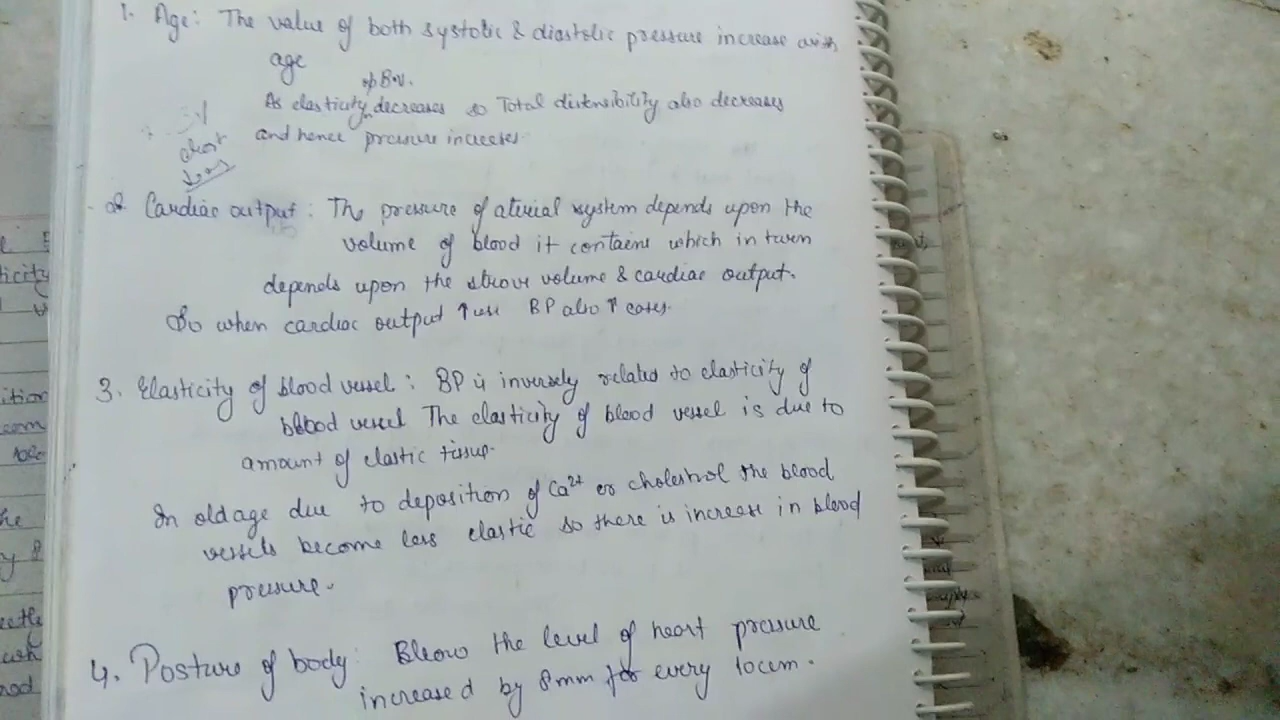 1. Age: The value of both systolic & diastolic pressure increase with
age
of B.V.
As elasticity decreases so Total distensibility also decreases
and hence pressure increases
2 Cardiac output: The pressure of aterial system depends upon the
volume of blood it contains which in turn
depends upon the strove volume & cardiac output.
So when cardiac output ↑use BP also ↑ cases.
3. Elasticity of blood vessel: BP is inversely related to elasticity of
blood vessel The elasticity of blood vessel is due to
amount of elastic tissue.
In old age due to deposition of Ca2+ or cholestrol the blood
vessels become less elastic so there is increase in blood
pressure.
4. Posture of body: Bleow the level of heart pressure
increased by 8mm for every 10cm.